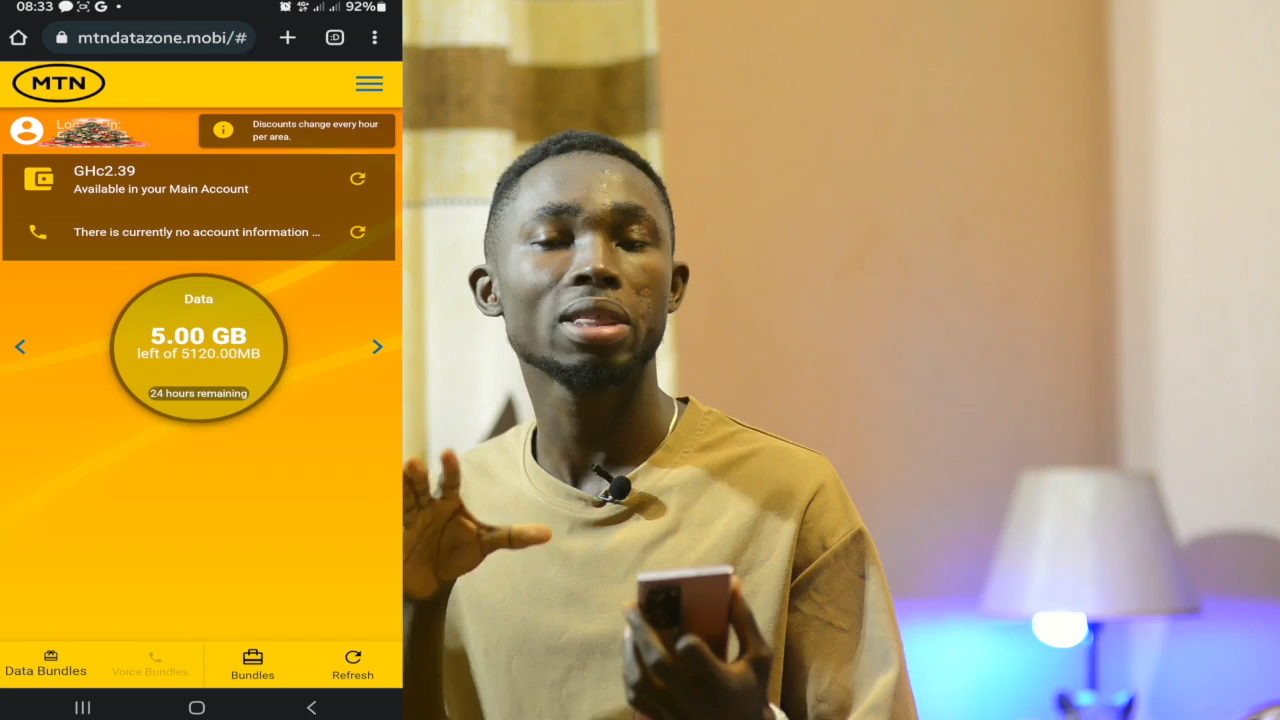 08:33
G
4G+
92%
mtndatazone.mobi/#
:D
MTN
Discounts change every hour
per area.
GHc2.39
Available in your Main Account
There is currently no account information ...
Data
5.00 GB
left of 5120.00MB
24 hours remaining
Data Bundles
Voice Bundles
Bundles
Refresh